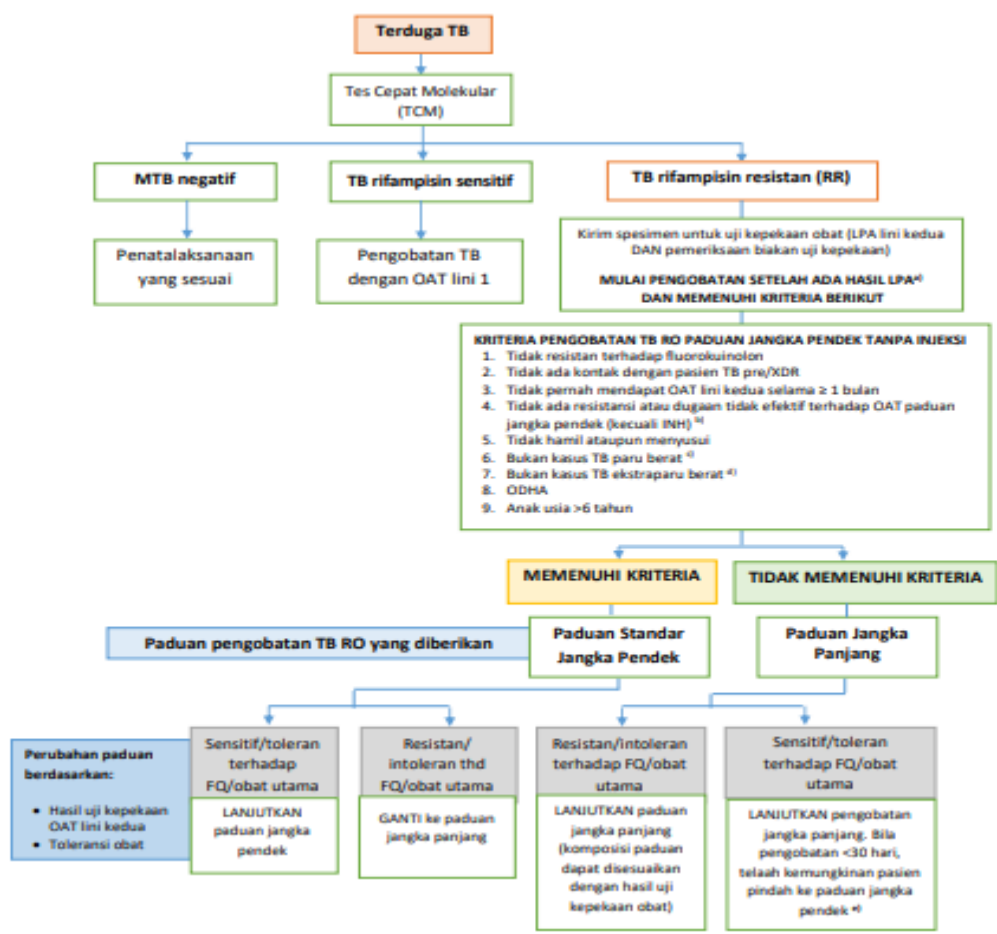 Terduga TB
Tes Cepat Molekular
(TCM)
MTB negatif
TB rifampisin sensitif
TB rifampisin resistan (RR)
Penatalaksanaan
yang sesuai
Pengobatan TB
dengan OAT lini 1
Kirim spesimen untuk uji kepekaan obat (LPA lini kedua
DAN pemeriksaan biakan uji kepekaan)
MULAI PENGOBATAN SETELAH ADA HASIL LPAᵃ⁾
DAN MEMENUHI KRITERIA BERIKUT
KRITERIA PENGOBATAN TB RO PADUAN JANGKA PENDEK TANPA INJEKSI
1. Tidak resistan terhadap fluorokuinolon
2. Tidak ada kontak dengan pasien TB pre/XDR
3. Tidak pernah mendapat OAT lini kedua selama ≥ 1 bulan
4. Tidak ada resistansi atau dugaan tidak efektif terhadap OAT paduan
jangka pendek (kecuali INH) ᵇ⁾
5. Tidak hamil ataupun menyusui
6. Bukan kasus TB paru berat ᶜ⁾
7. Bukan kasus TB ekstraparu berat ᵈ⁾
8. ODHA
9. Anak usia >6 tahun
MEMENUHI KRITERIA
TIDAK MEMENUHI KRITERIA
Paduan pengobatan TB RO yang diberikan
Paduan Standar
Jangka Pendek
Paduan Jangka
Panjang
Perubahan paduan
berdasarkan:
• Hasil uji kepekaan
OAT lini kedua
• Toleransi obat
Sensitif/toleran
terhadap
FQ/obat utama
LANJUTKAN
paduan jangka
pendek
Resistan/
intoleran thd
FQ/obat utama
GANTI ke paduan
jangka panjang
Resistan/intoleran
terhadap FQ/obat
utama
LANJUTKAN paduan
jangka panjang
(komposisi paduan
dapat disesuaikan
dengan hasil uji
kepekaan obat)
Sensitif/toleran
terhadap FQ/obat
utama
LANJUTKAN pengobatan
jangka panjang. Bila
pengobatan <30 hari,
telaah kemungkinan pasien
pindah ke paduan jangka
pendek ᵉ⁾